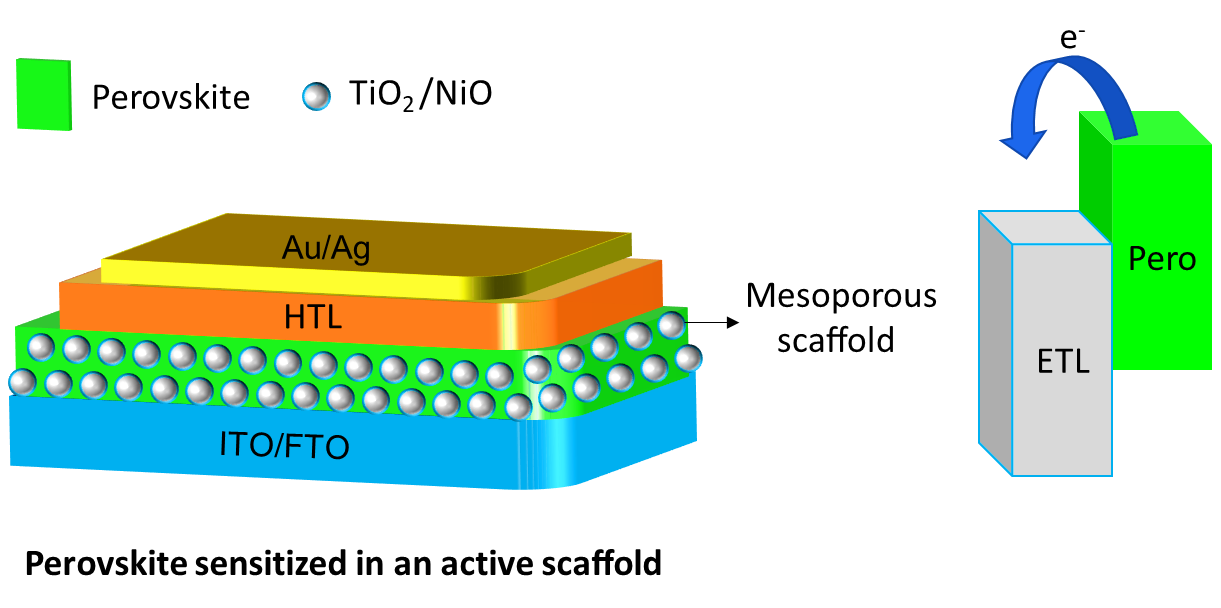 e⁻
Perovskite
TiO₂/NiO
Au/Ag
HTL
Mesoporous
scaffold
ITO/FTO
Pero
ETL
Perovskite sensitized in an active scaffold